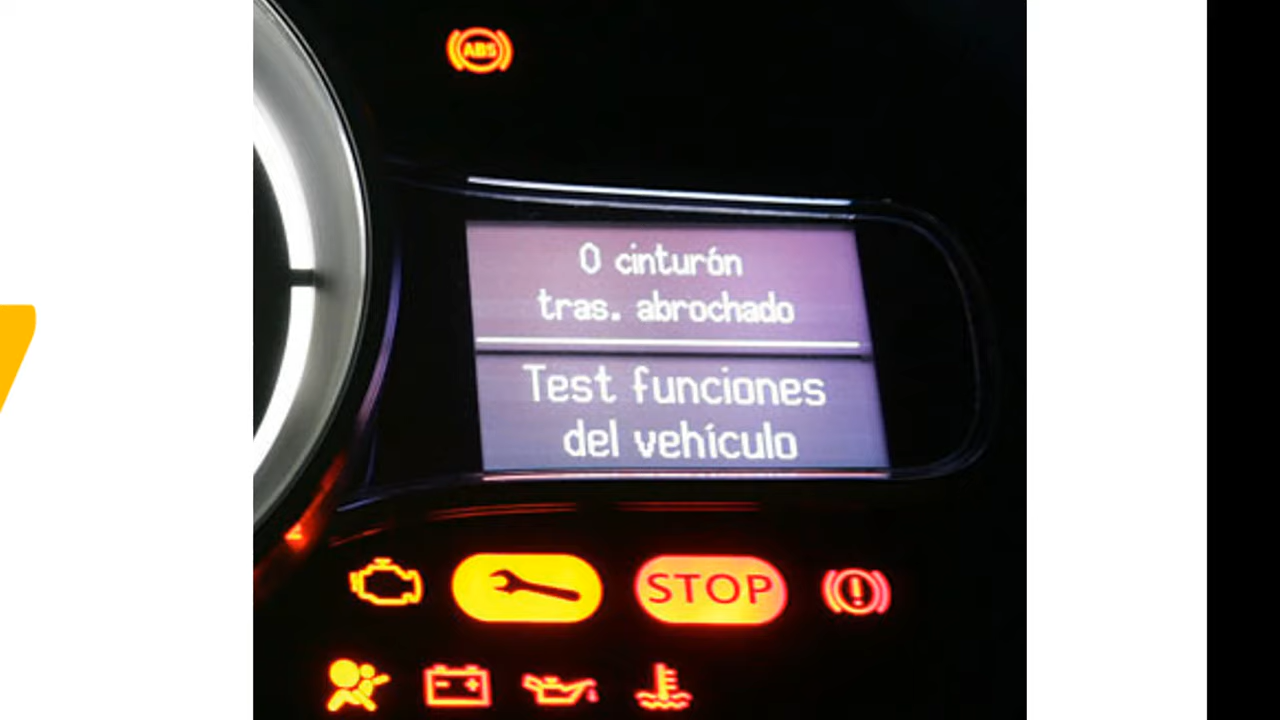 ABS
0 cinturón
tras. abrochado
Test funciones
del vehículo
STOP